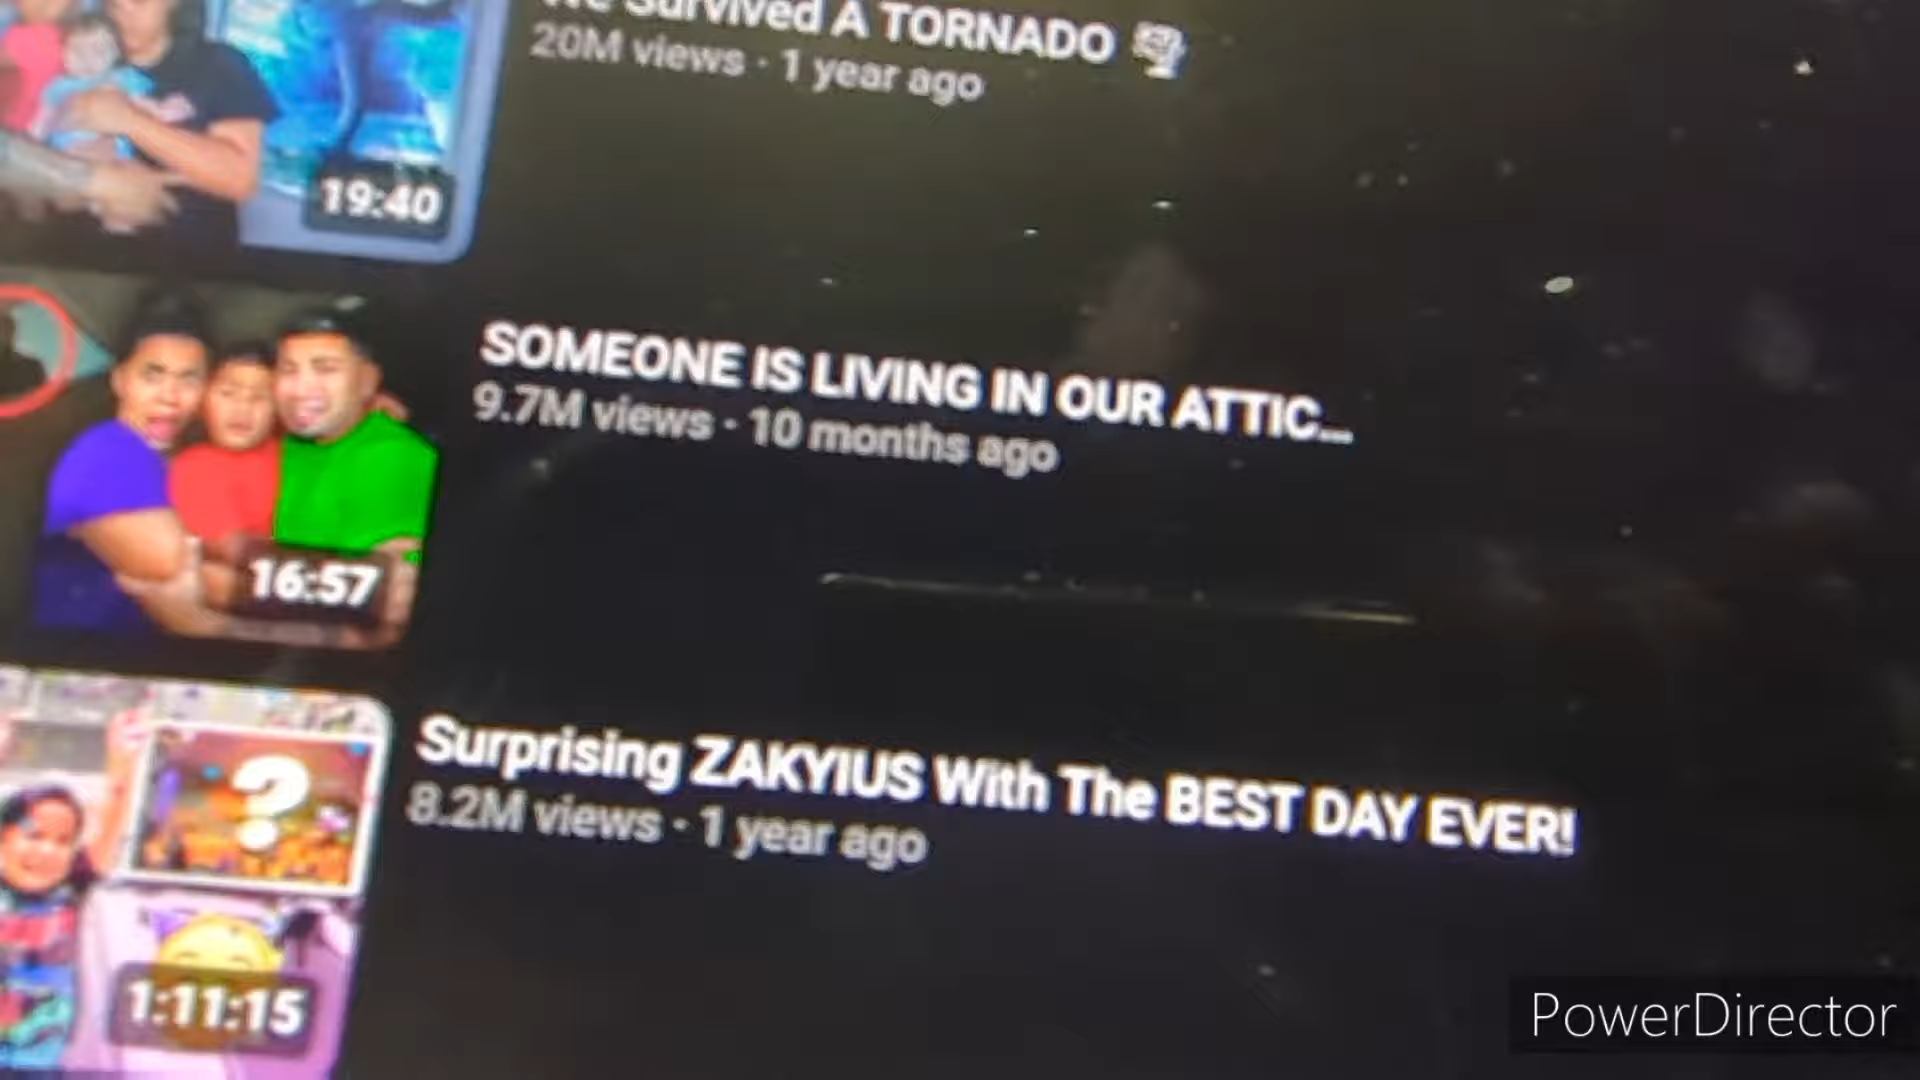 We Survived A TORNADO 🌪
20M views · 1 year ago
19:40
SOMEONE IS LIVING IN OUR ATTIC...
9.7M views · 10 months ago
16:57
Surprising ZAKYIUS With The BEST DAY EVER!
8.2M views · 1 year ago
?
1:11:15
PowerDirector